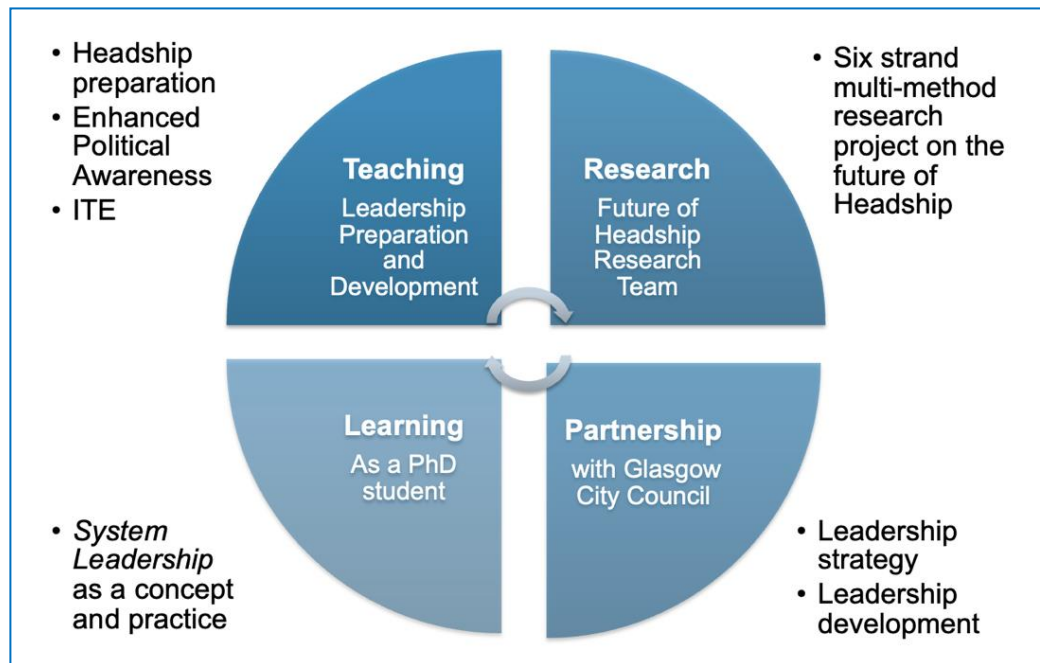 • Headship
preparation
• Enhanced
Political
Awareness
• ITE
Teaching
Leadership
Preparation
and
Development
Research
Future of
Headship
Research
Team
• Six strand
multi-method
research
project on the
future of
Headship
• System
Leadership
as a concept
and practice
Learning
As a PhD
student
Partnership
with Glasgow
City Council
• Leadership
strategy
• Leadership
development